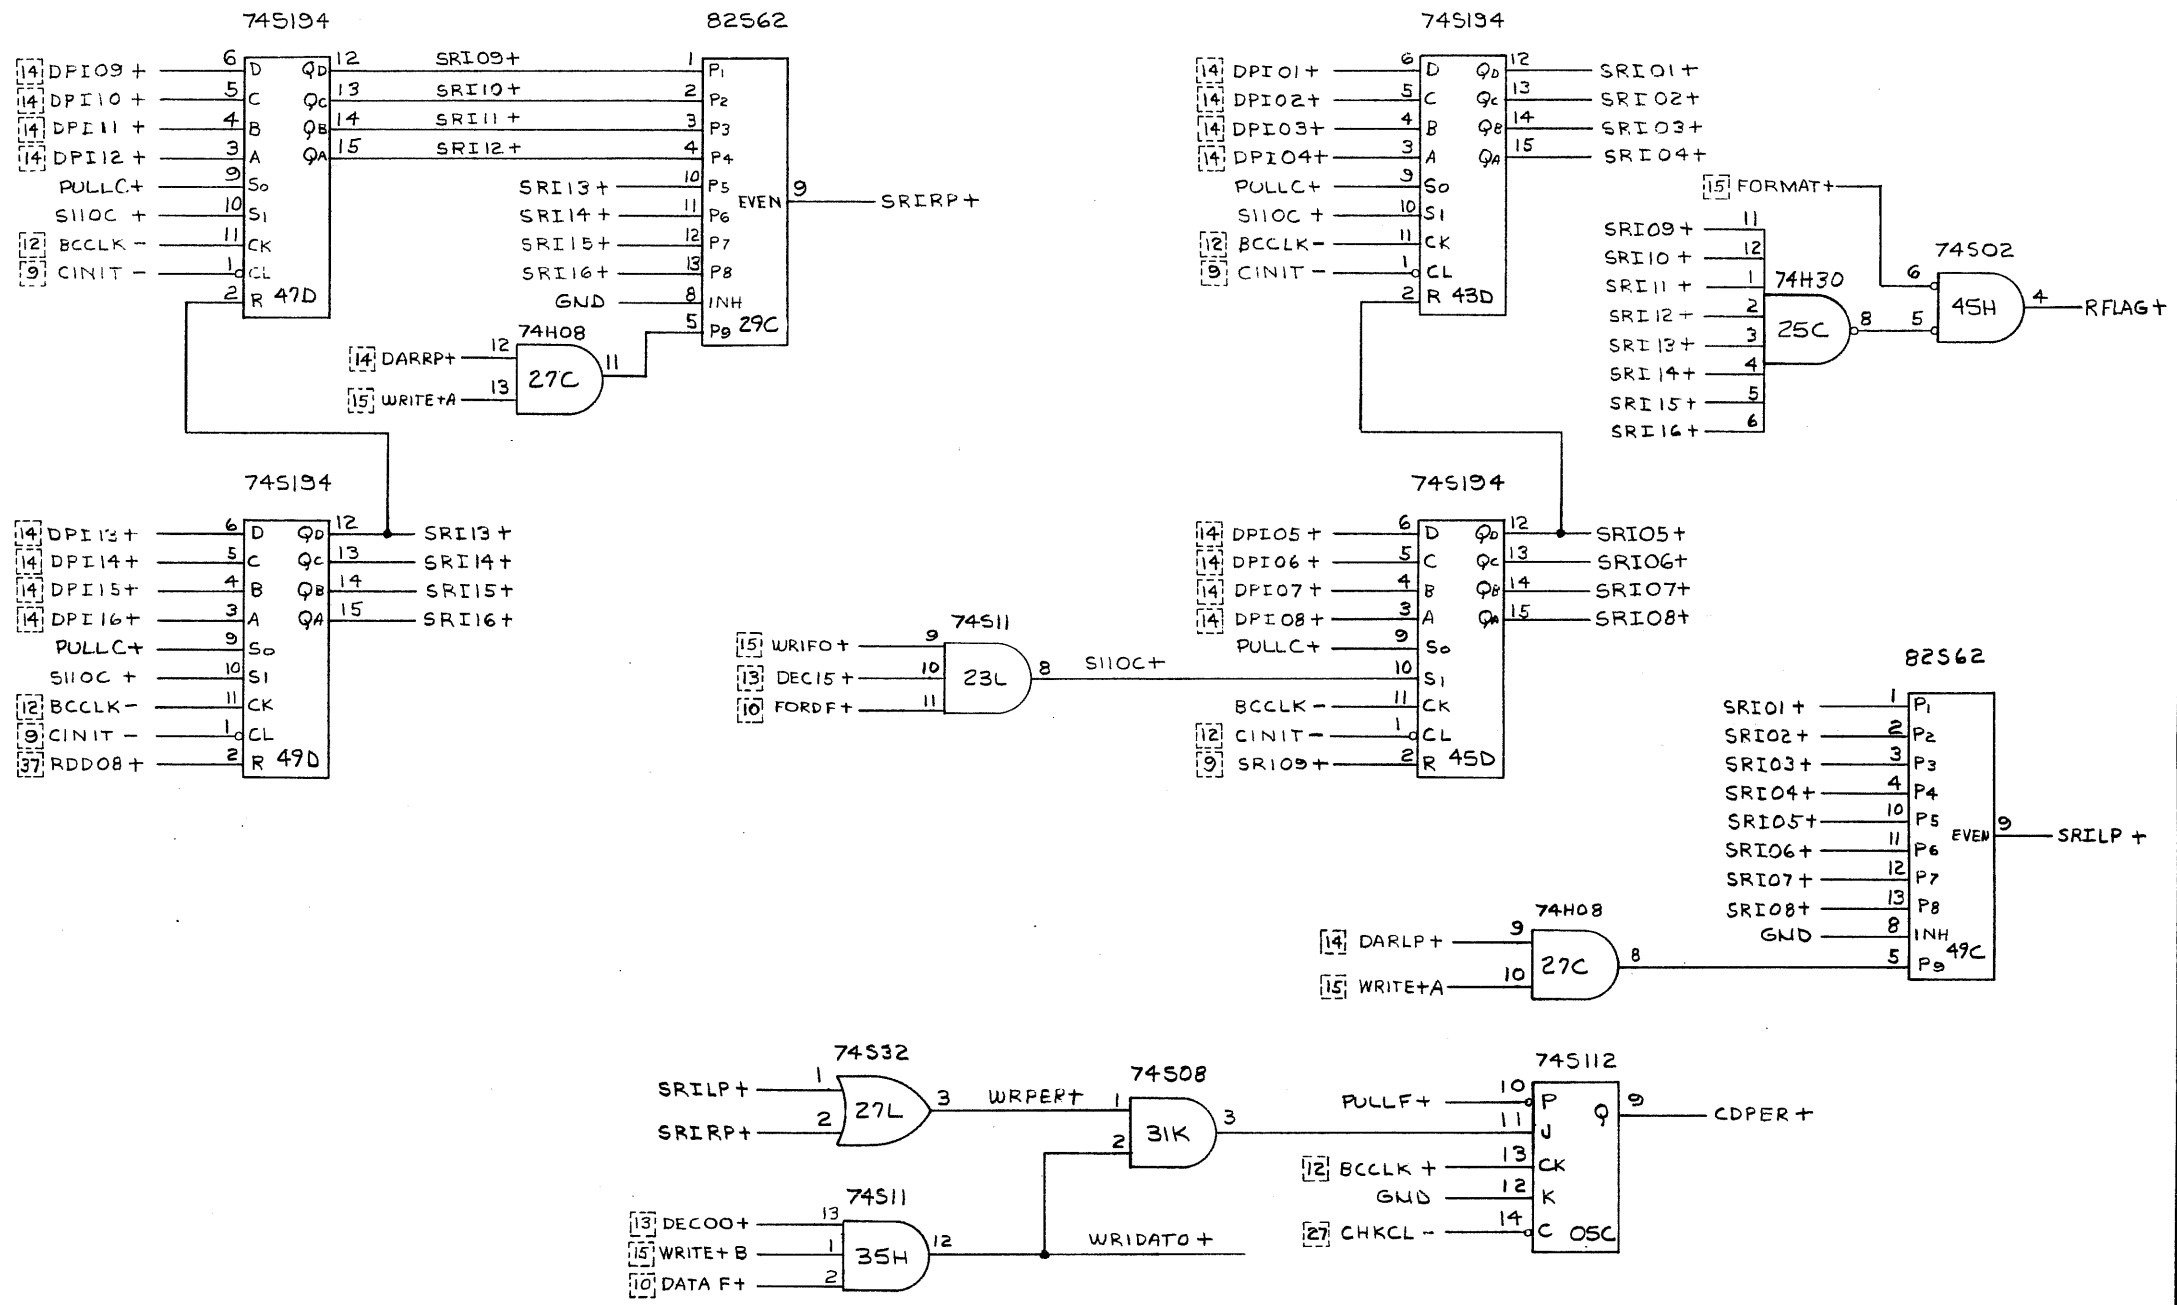 74S194
6
14 DPI09 + D QD 12 SRI09+
5
14 DPI10 + C QC 13 SRI10+
4
14 DPI11 + B QB 14 SRI11+
3
14 DPI12 + A QA 15 SRI12+
PULLC+ 9 S0
S110C + 10 S1
12 BCCLK - 11 CK
9 CINIT - 1 CL
2 R 47D
82S62
1 P1
2 P2
3 P3
4 P4
SRI13+ 10 P5
SRI14+ 11 P6
SRI15+ 12 P7
SRI16+ 13 P8
GND 8 INH
5 P9 29C
EVEN 9 SRIRP+
74H08
14 DARRP+ 12
15 WRITE+A 13
27C 11
74S194
14 DPI13+ 6 D QD 12 SRI13+
14 DPI14+ 5 C QC 13 SRI14+
14 DPI15+ 4 B QB 14 SRI15+
14 DPI16+ 3 A QA 15 SRI16+
PULLC+ 9 S0
S110C + 10 S1
12 BCCLK- 11 CK
9 CINIT - 1 CL
37 RDD08+ 2 R 49D
74S194
14 DPI01+ 6 D QD 12 SRI01+
14 DPI02+ 5 C QC 13 SRI02+
14 DPI03+ 4 B QB 14 SRI03+
14 DPI04+ 3 A QA 15 SRI04+
PULLC+ 9 S0
S110C + 10 S1
12 BCCLK- 11 CK
9 CINIT - 1 CL
2 R 43D
15 FORMAT+
SRI09+ 11
SRI10+ 12
SRI11+ 1
SRI12+ 2
SRI13+ 3
SRI14+ 4
SRI15+ 5
SRI16+ 6
74H30
25C 8
74S02
6
5
45H 4 RFLAG+
74S194
14 DPI05+ 6 D QD 12 SRI05+
14 DPI06+ 5 C QC 13 SRI06+
14 DPI07+ 4 B QB 14 SRI07+
14 DPI08+ 3 A QA 15 SRI08+
PULLC+ 9 S0
10 S1
BCCLK- 11 CK
12 CINIT- 1 CL
9 SRI09+ 2 R 45D
74S11
15 WRIFO+ 9
13 DEC15+ 10
10 FORDF+ 11
23L 8 S110C+
82S62
SRI01+ 1 P1
SRI02+ 2 P2
SRI03+ 3 P3
SRI04+ 4 P4
SRI05+ 10 P5
SRI06+ 11 P6
SRI07+ 12 P7
SRI08+ 13 P8
GND 8 INH
5 P9 49C
EVEN 9 SRILP +
74H08
14 DARLP+ 9
15 WRITE+A 10
27C 8
74S32
SRILP+ 1
SRIRP+ 2
27L 3 WRPER+
74S08
1
2
31K 3
74S11
13 DEC00+ 13
15 WRITE+B 1
10 DATA F+ 2
35H 12 WRIDATO+
74S112
PULLF+ 10 P
11 J
12 BCCLK + 13 CK
GND 12 K
27 CHKCL - 14 C 05C
Q 9 CDPER+